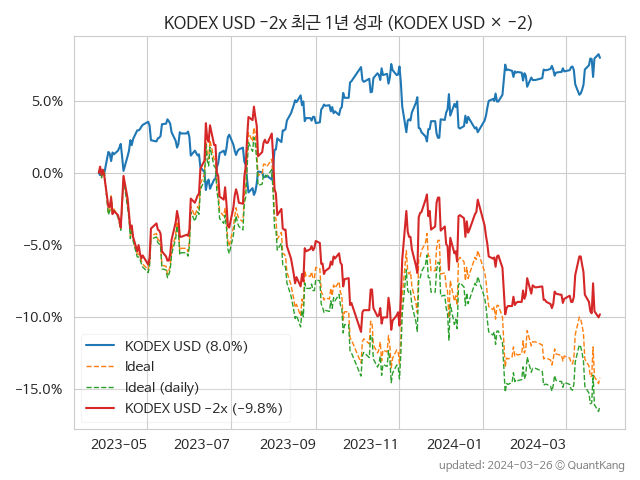 KODEX USD −2x 최근 1년 성과 (KODEX USD × −2)
5.0%
0.0%
−5.0%
−10.0%
−15.0%
KODEX USD (8.0%)
Ideal
Ideal (daily)
KODEX USD −2x (−9.8%)
2023-05 2023-07 2023-09 2023-11 2024-01 2024-03
updated: 2024-03-26 © QuantKang